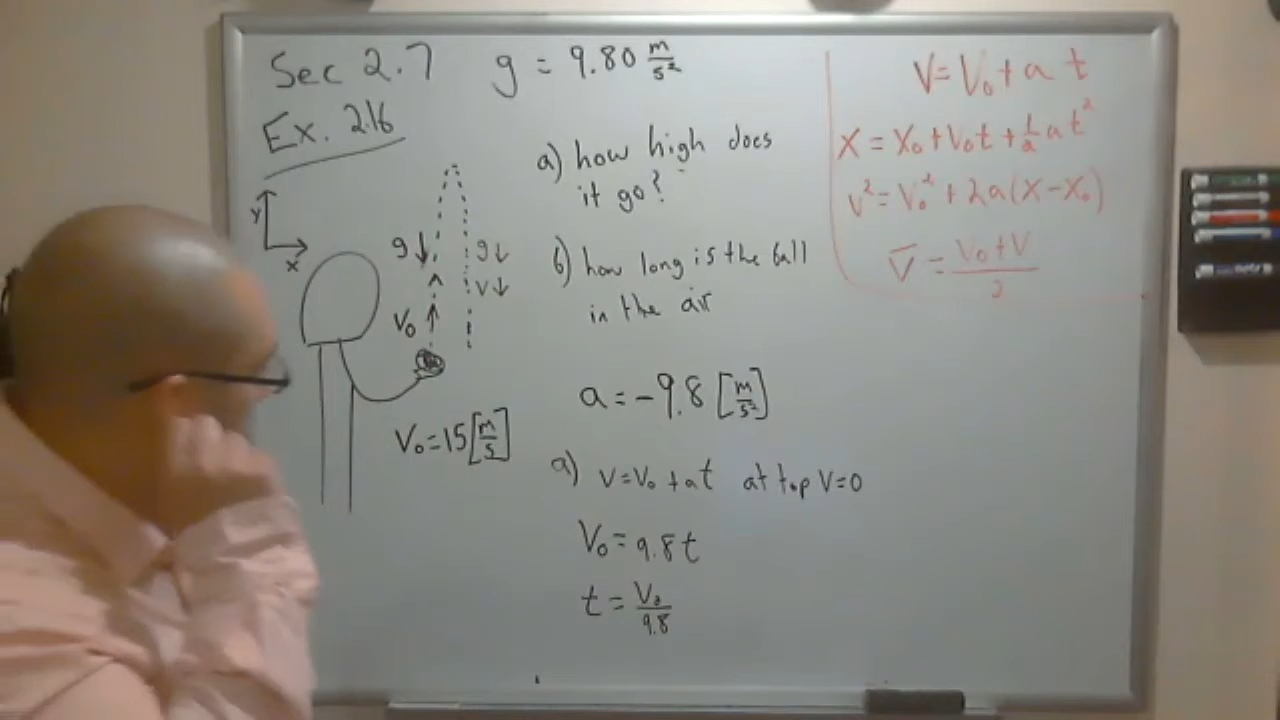 Sec 2.7
g = 9.80 m/s²
Ex. 2.16
a) how high does
it go?
b) how long is the ball
in the air
y
x
g↓
g↓
v↓
V₀ ↑
V₀=15[m/s]
a = -9.8 [m/s²]
a) v=v₀+at at top v=0
V₀ = 9.8t
t = V₀/9.8
V = V₀ + a t
X = X₀ + V₀t + 1/2 a t²
v² = V₀² + 2a(X-X₀)
V̄ = V₀+V/2